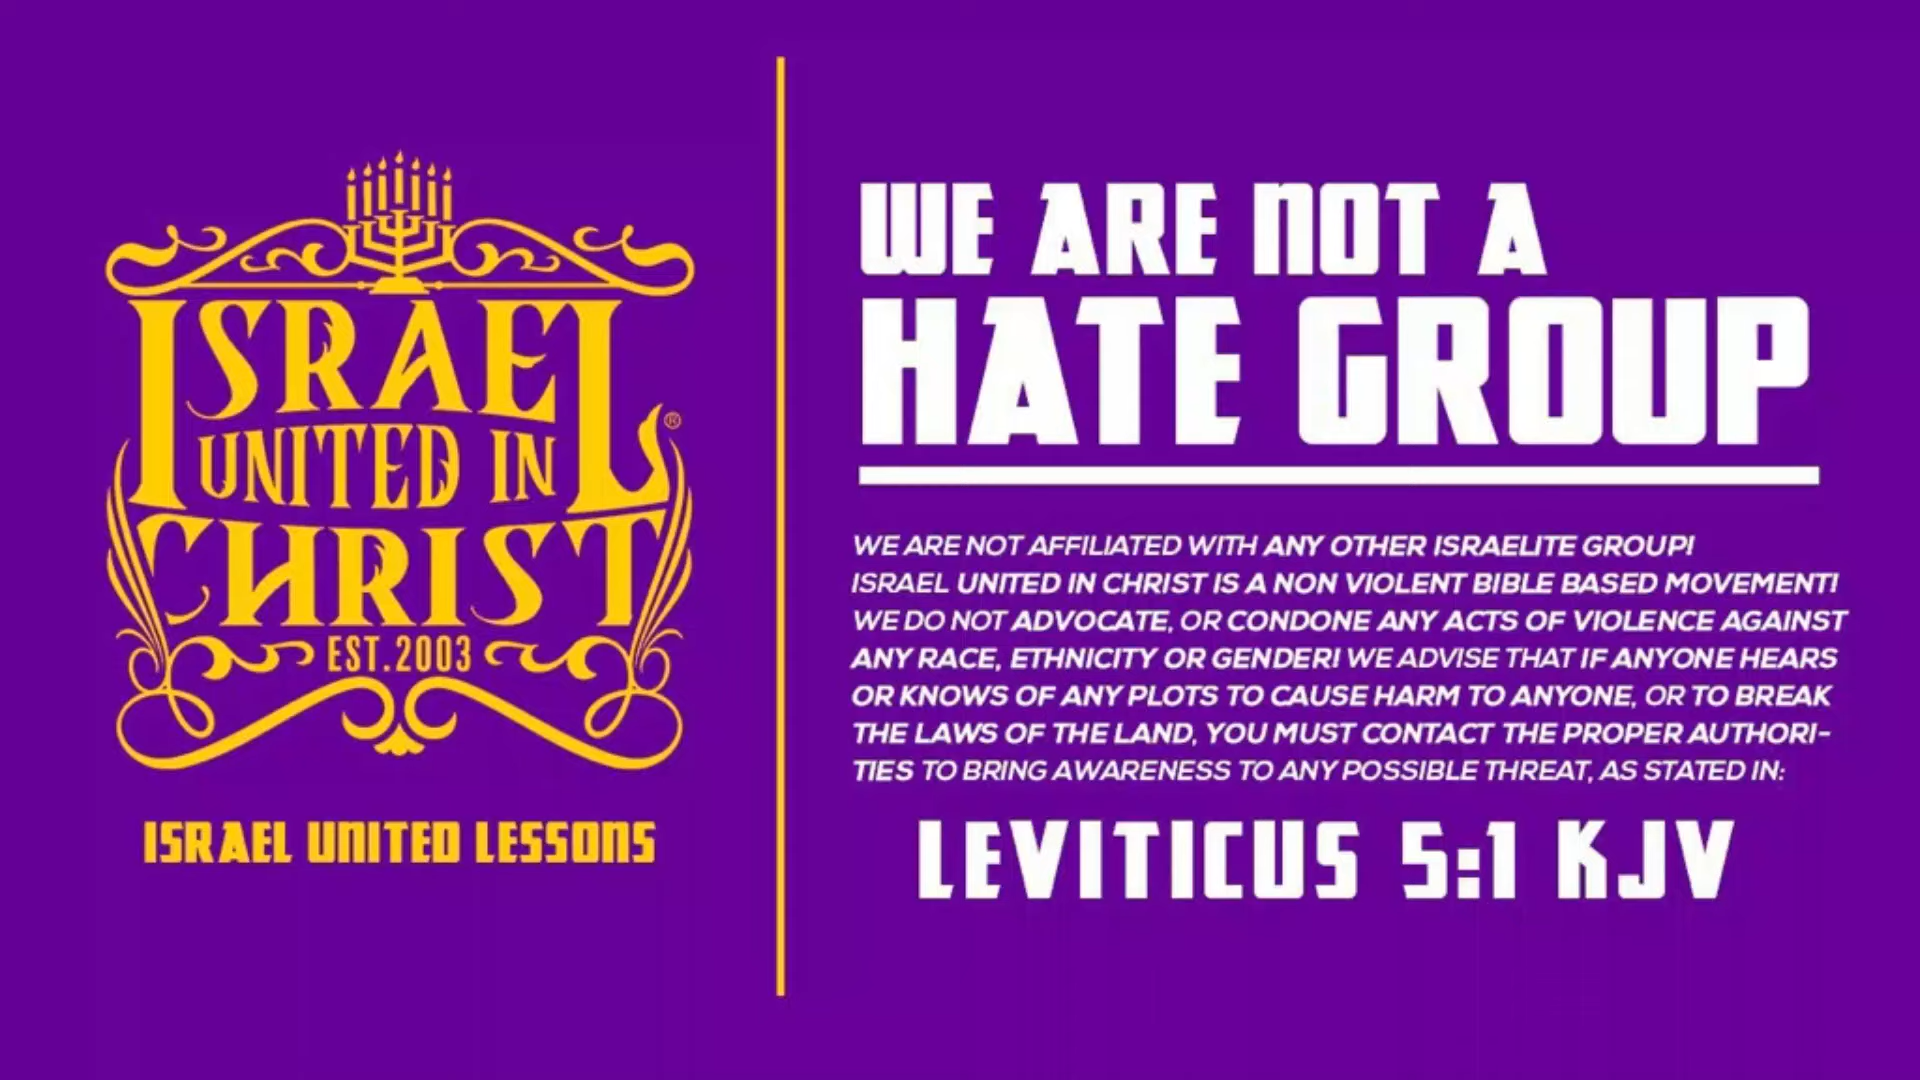 ISRAEL
UNITED IN
CHRIST
®
EST.2003
ISRAEL UNITED LESSONS
WE ARE NOT A
HATE GROUP
WE ARE NOT AFFILIATED WITH ANY OTHER ISRAELITE GROUP!
ISRAEL UNITED IN CHRIST IS A NON VIOLENT BIBLE BASED MOVEMENT!
WE DO NOT ADVOCATE, OR CONDONE ANY ACTS OF VIOLENCE AGAINST
ANY RACE, ETHNICITY OR GENDER! WE ADVISE THAT IF ANYONE HEARS
OR KNOWS OF ANY PLOTS TO CAUSE HARM TO ANYONE, OR TO BREAK
THE LAWS OF THE LAND, YOU MUST CONTACT THE PROPER AUTHORI-
TIES TO BRING AWARENESS TO ANY POSSIBLE THREAT, AS STATED IN:
LEVITICUS 5:1 KJV